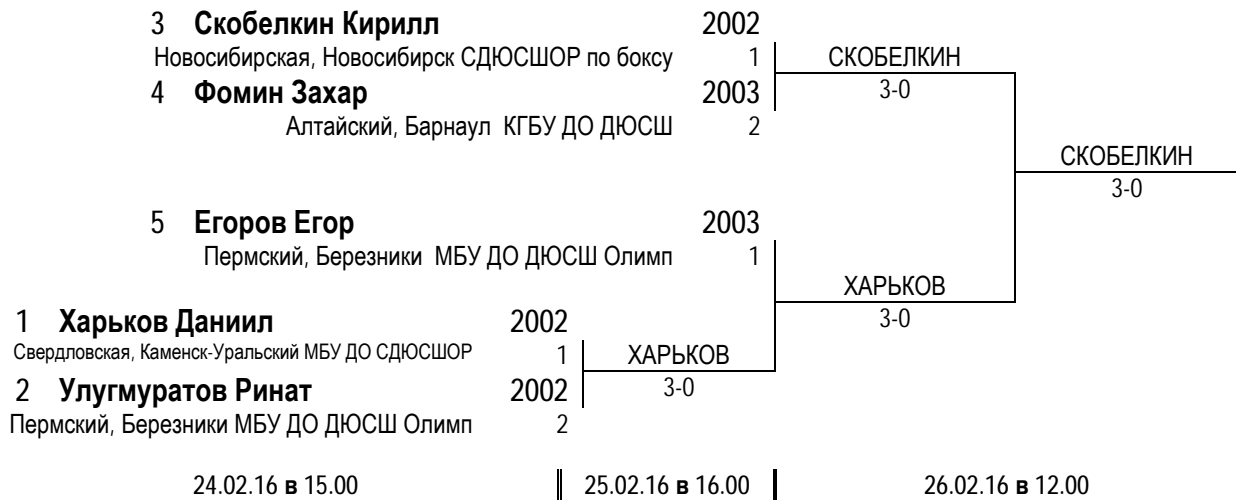 3 Скобелкин Кирилл 2002
Новосибирская, Новосибирск СДЮСШОР по боксу 1 СКОБЕЛКИН
4 Фомин Захар 2003 3-0
Алтайский, Барнаул КГБУ ДО ДЮСШ 2
СКОБЕЛКИН
3-0
5 Егоров Егор 2003
Пермский, Березники МБУ ДО ДЮСШ Олимп 1
ХАРЬКОВ
1 Харьков Даниил 2002 3-0
Свердловская, Каменск-Уральский МБУ ДО СДЮСШОР 1 ХАРЬКОВ
2 Улугмуратов Ринат 2002 3-0
Пермский, Березники МБУ ДО ДЮСШ Олимп 2
24.02.16 в 15.00 25.02.16 в 16.00 26.02.16 в 12.00